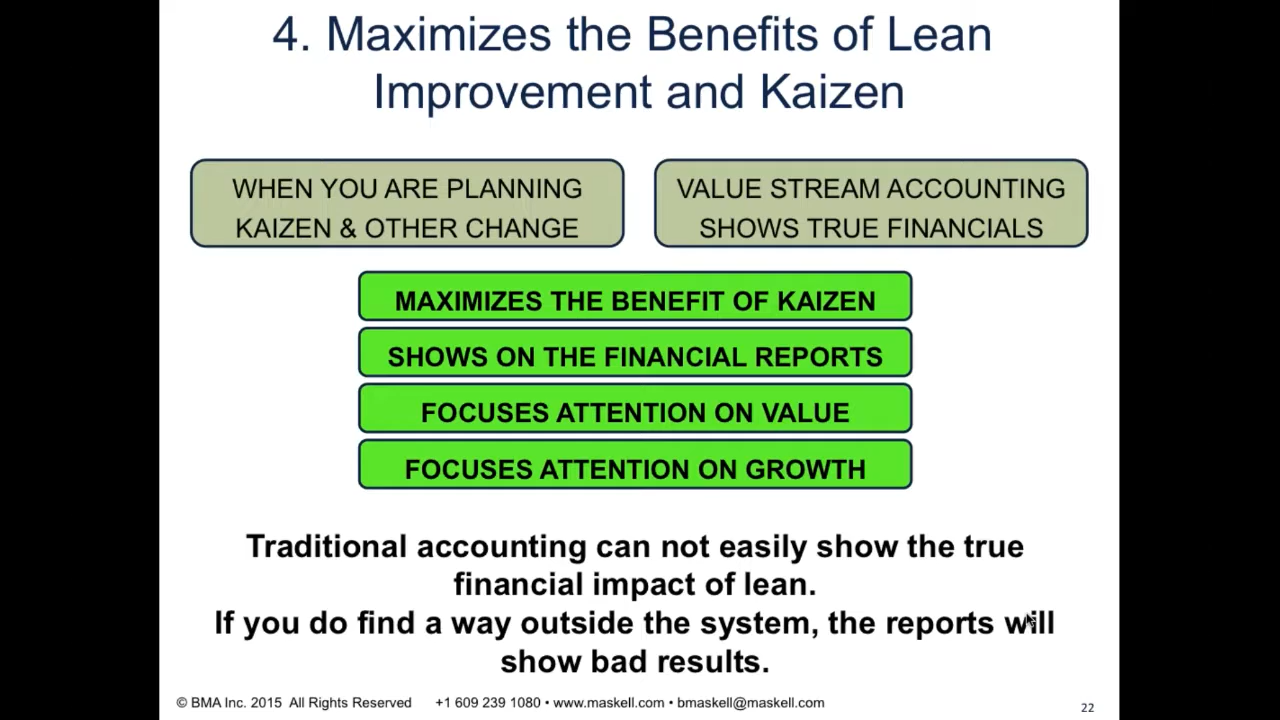 4. Maximizes the Benefits of Lean
Improvement and Kaizen
WHEN YOU ARE PLANNING
KAIZEN & OTHER CHANGE
VALUE STREAM ACCOUNTING
SHOWS TRUE FINANCIALS
MAXIMIZES THE BENEFIT OF KAIZEN
SHOWS ON THE FINANCIAL REPORTS
FOCUSES ATTENTION ON VALUE
FOCUSES ATTENTION ON GROWTH
Traditional accounting can not easily show the true
financial impact of lean.
If you do find a way outside the system, the reports will
show bad results.
© BMA Inc. 2015 All Rights Reserved +1 609 239 1080 • www.maskell.com • bmaskell@maskell.com
22